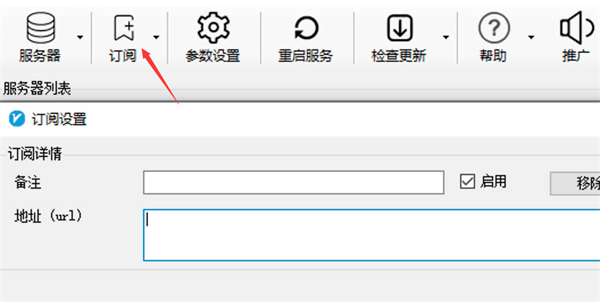 服务器 订阅 参数设置 重启服务 检查更新 帮助 推广
服务器列表
订阅设置
订阅详情
备注 启用 移除
地址（url）